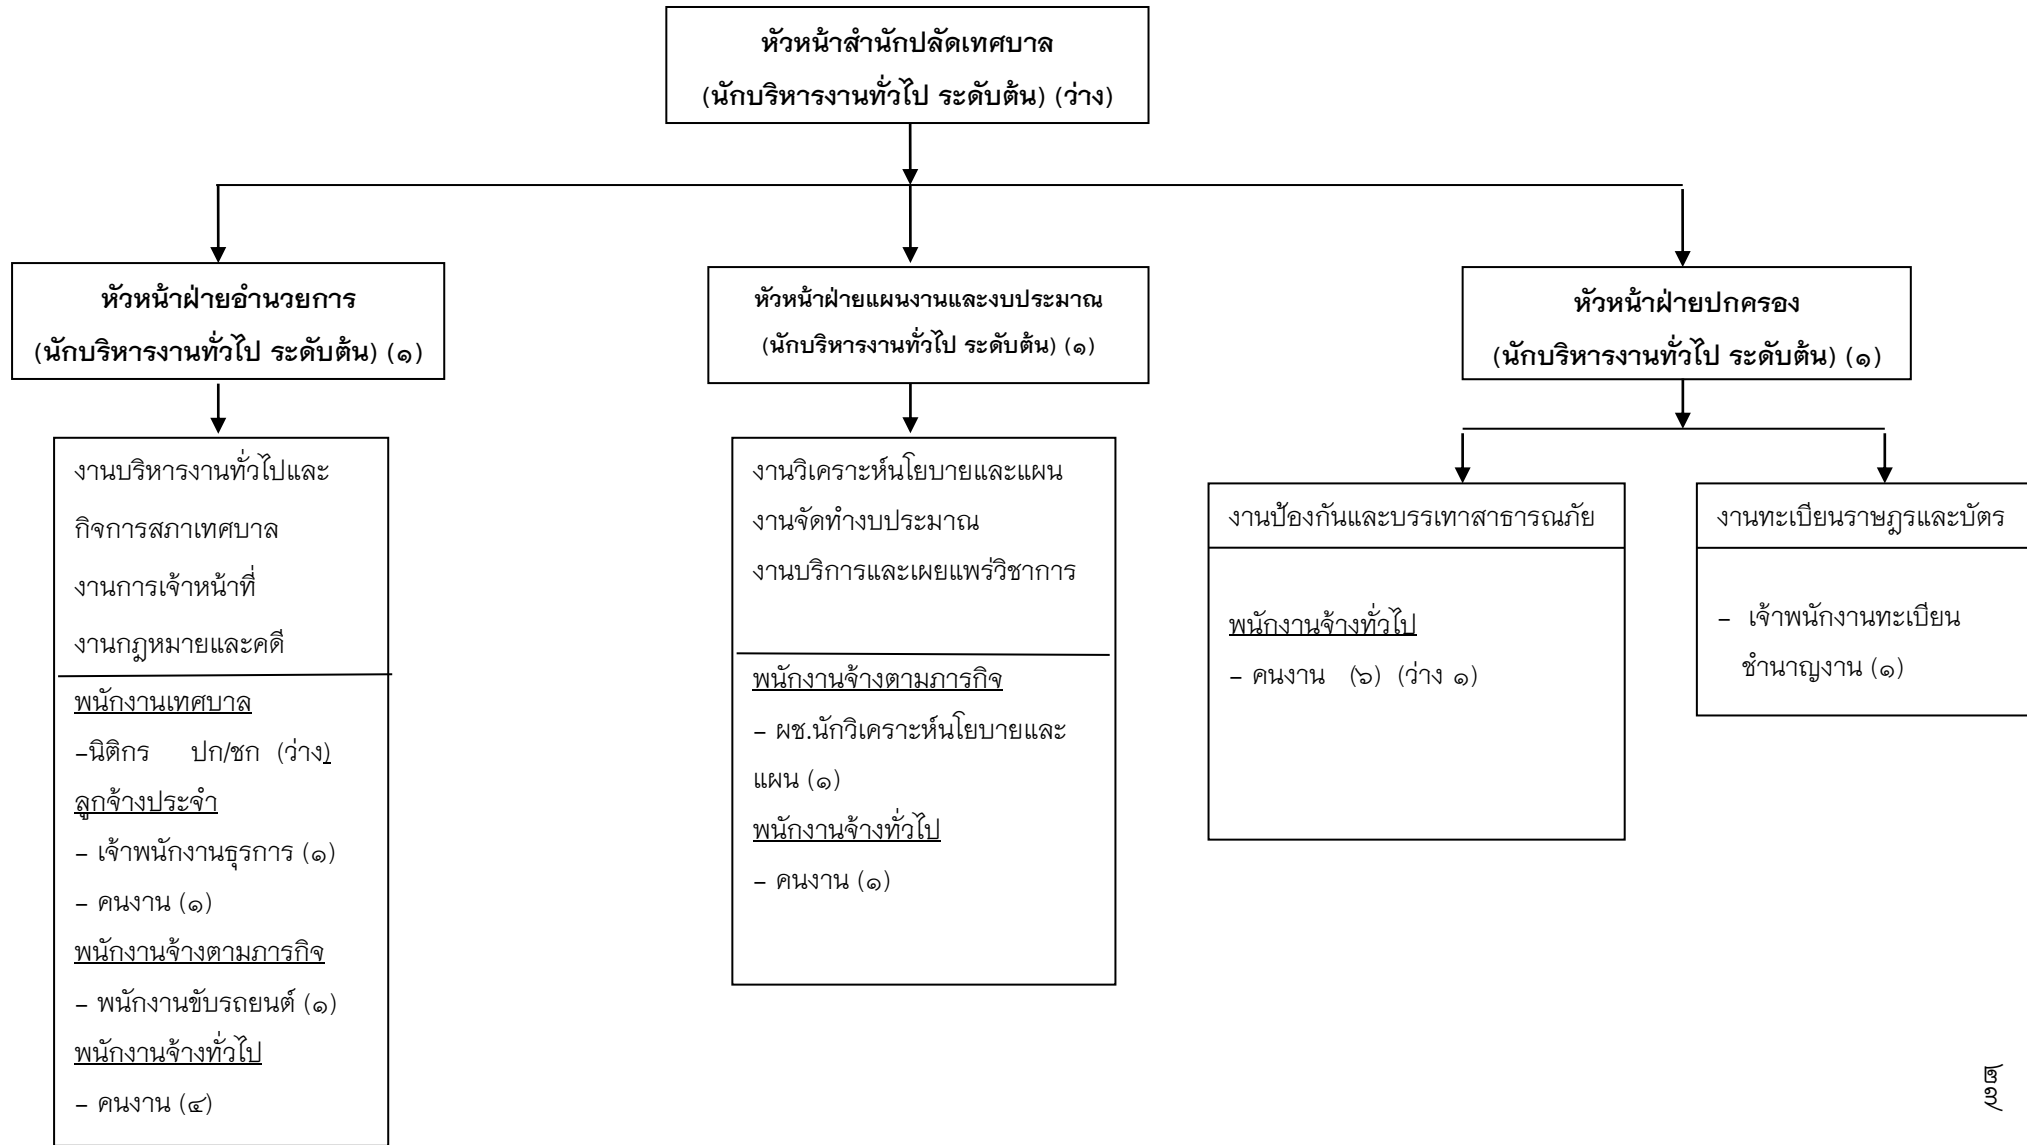 หัวหน้าสำนักปลัดเทศบาล
(นักบริหารงานทั่วไป ระดับต้น) (ว่าง)
หัวหน้าฝ่ายอำนวยการ
(นักบริหารงานทั่วไป ระดับต้น) (๑)
งานบริหารงานทั่วไปและ
กิจการสภาเทศบาล
งานการเจ้าหน้าที่
งานกฎหมายและคดี
พนักงานเทศบาล
-นิติกร ปก/ชก (ว่าง)
ลูกจ้างประจำ
- เจ้าพนักงานธุรการ (๑)
- คนงาน (๑)
พนักงานจ้างตามภารกิจ
- พนักงานขับรถยนต์ (๑)
พนักงานจ้างทั่วไป
- คนงาน (๔)
หัวหน้าฝ่ายแผนงานและงบประมาณ
(นักบริหารงานทั่วไป ระดับต้น) (๑)
งานวิเคราะห์นโยบายและแผน
งานจัดทำงบประมาณ
งานบริการและเผยแพร่วิชาการ
พนักงานจ้างตามภารกิจ
- ผช.นักวิเคราะห์นโยบายและ
แผน (๑)
พนักงานจ้างทั่วไป
- คนงาน (๑)
หัวหน้าฝ่ายปกครอง
(นักบริหารงานทั่วไป ระดับต้น) (๑)
งานป้องกันและบรรเทาสาธารณภัย
พนักงานจ้างทั่วไป
- คนงาน (๖) (ว่าง ๑)
งานทะเบียนราษฎรและบัตร
- เจ้าพนักงานทะเบียน
ชำนาญงาน (๑)
๒๓/